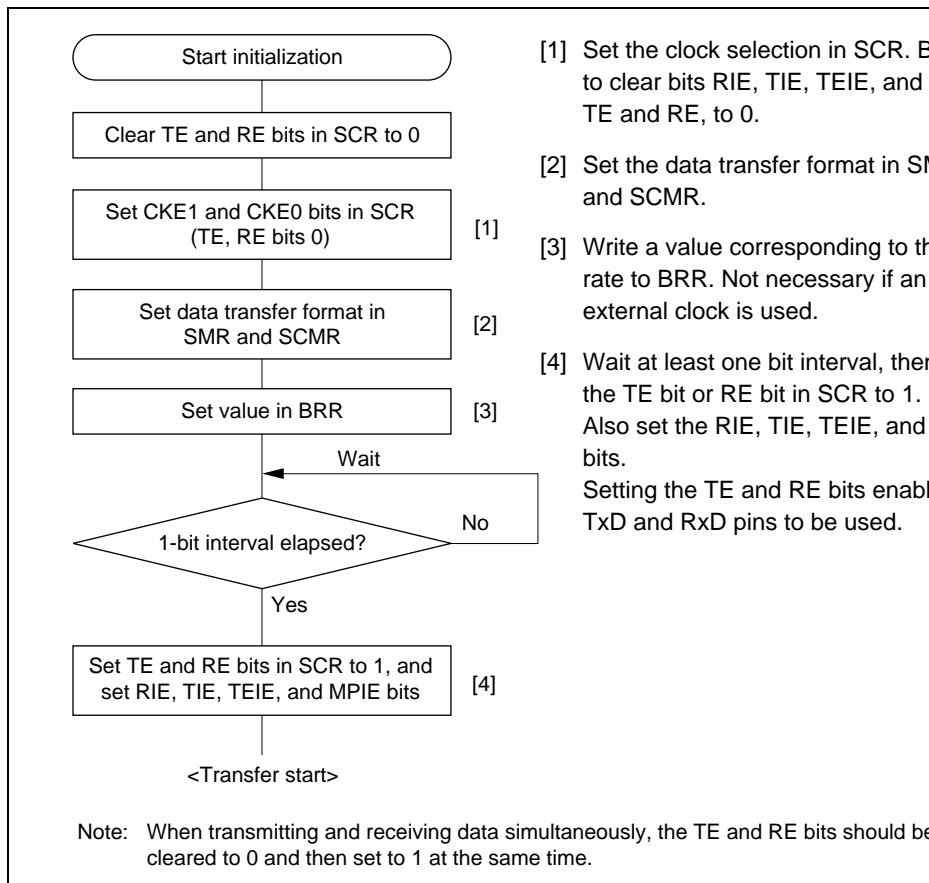 Start initialization
Clear TE and RE bits in SCR to 0
Set CKE1 and CKE0 bits in SCR
(TE, RE bits 0)
[1]
Set data transfer format in
SMR and SCMR
[2]
Set value in BRR
[3]
Wait
1-bit interval elapsed?
No
Yes
Set TE and RE bits in SCR to 1, and
set RIE, TIE, TEIE, and MPIE bits
[4]
<Transfer start>
[1] Set the clock selection in SCR.
to clear bits RIE, TIE, TEIE, and
TE and RE, to 0.
[2] Set the data transfer format in
and SCMR.
[3] Write a value corresponding to
rate to BRR. Not necessary if an
external clock is used.
[4] Wait at least one bit interval,
the TE bit or RE bit in SCR to 1.
Also set the RIE, TIE, TEIE, and
bits.
Setting the TE and RE bits
TxD and RxD pins to be used.
Note: When transmitting and receiving data simultaneously, the TE and RE bits should be
cleared to 0 and then set to 1 at the same time.